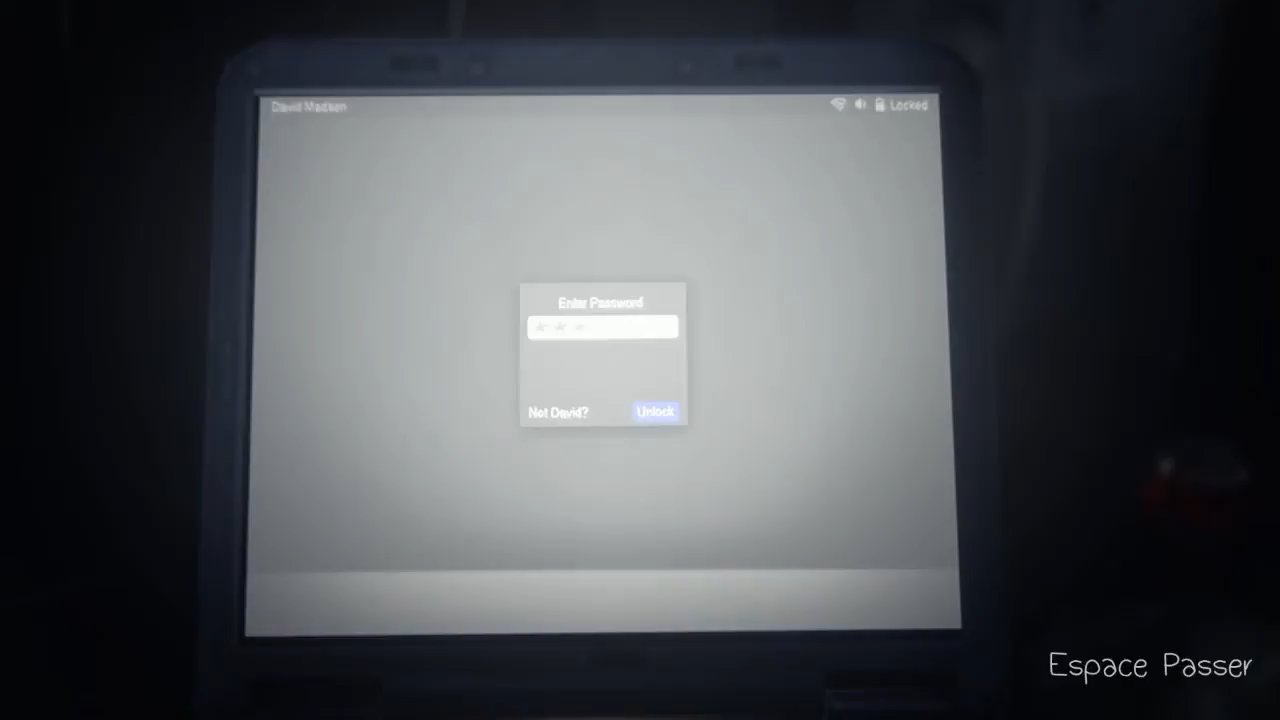 David Madsen
Locked
Enter Password
* * *
Not David?
Unlock
Espace Passer